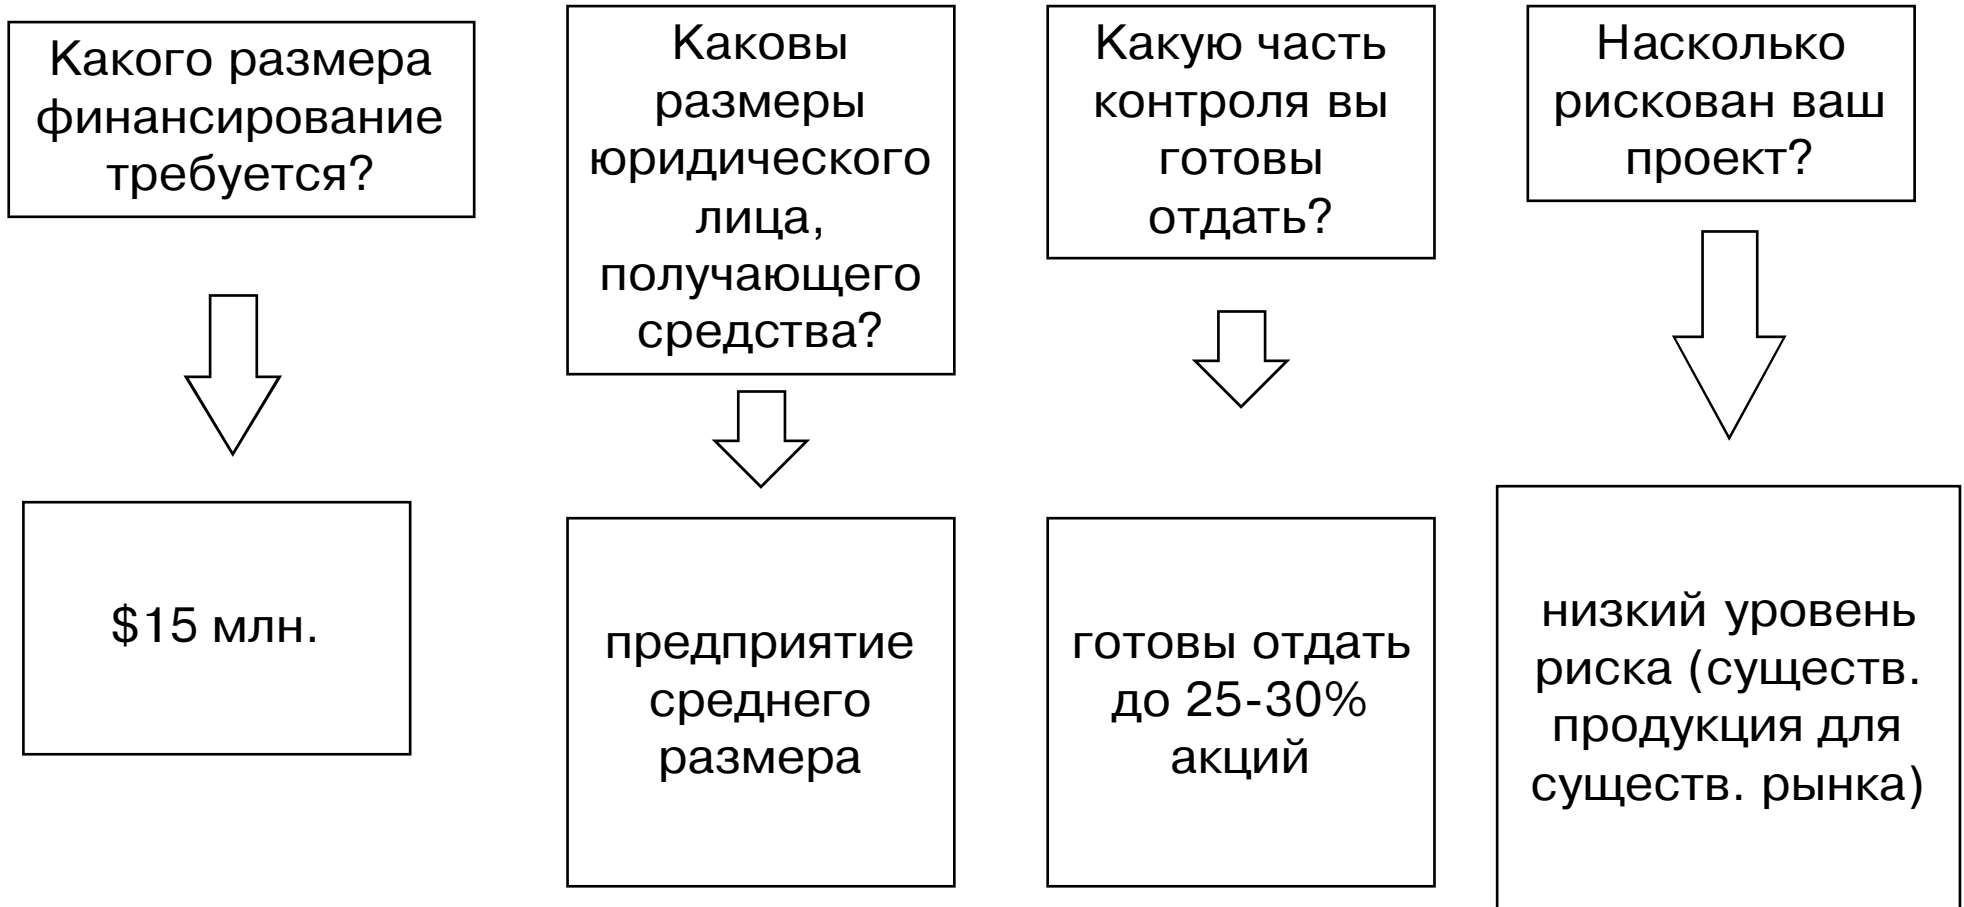 Какого размера
финансирование
требуется?
Каковы
размеры
юридического
лица,
получающего
средства?
Какую часть
контроля вы
готовы
отдать?
Насколько
рискован ваш
проект?
$15 млн.
предприятие
среднего
размера
готовы отдать
до 25-30%
акций
низкий уровень
риска (существ.
продукция для
существ. рынка)